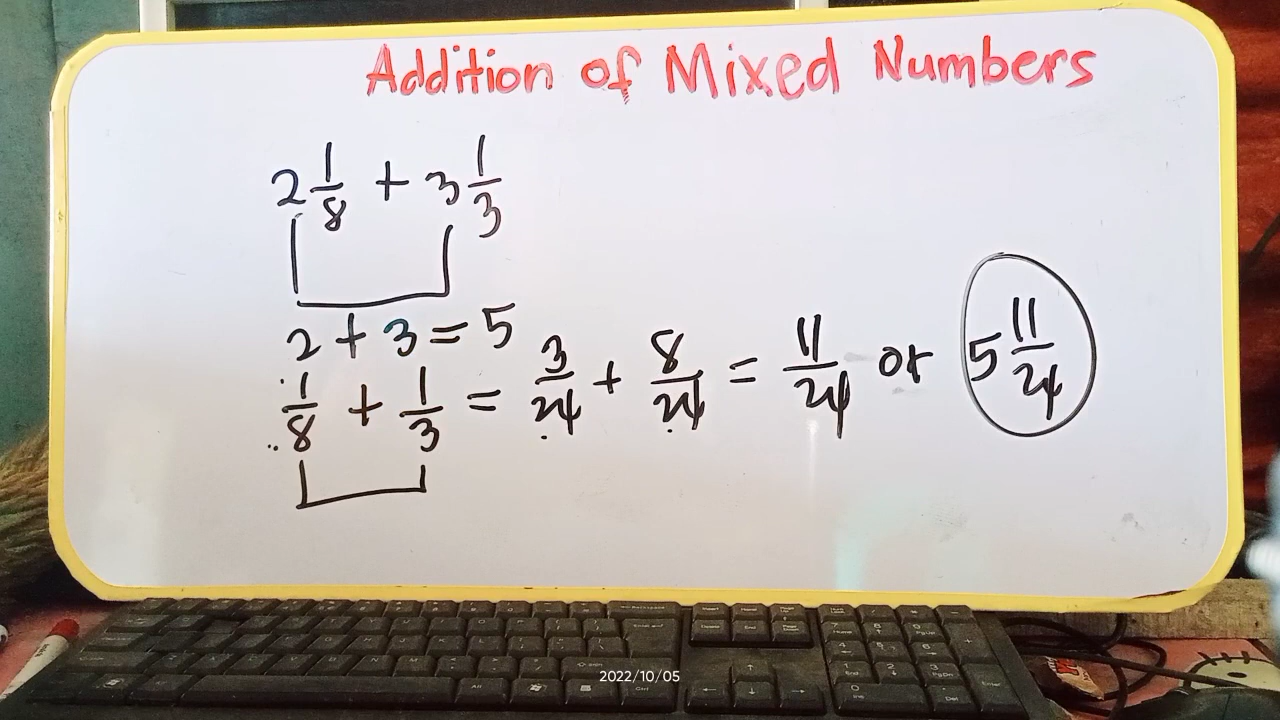 Addition of Mixed Numbers
2 1/8 + 3 1/3
2 + 3 = 5
1/8 + 1/3 = 3/24 + 8/24 = 11/24 or 5 11/24
2022/10/05